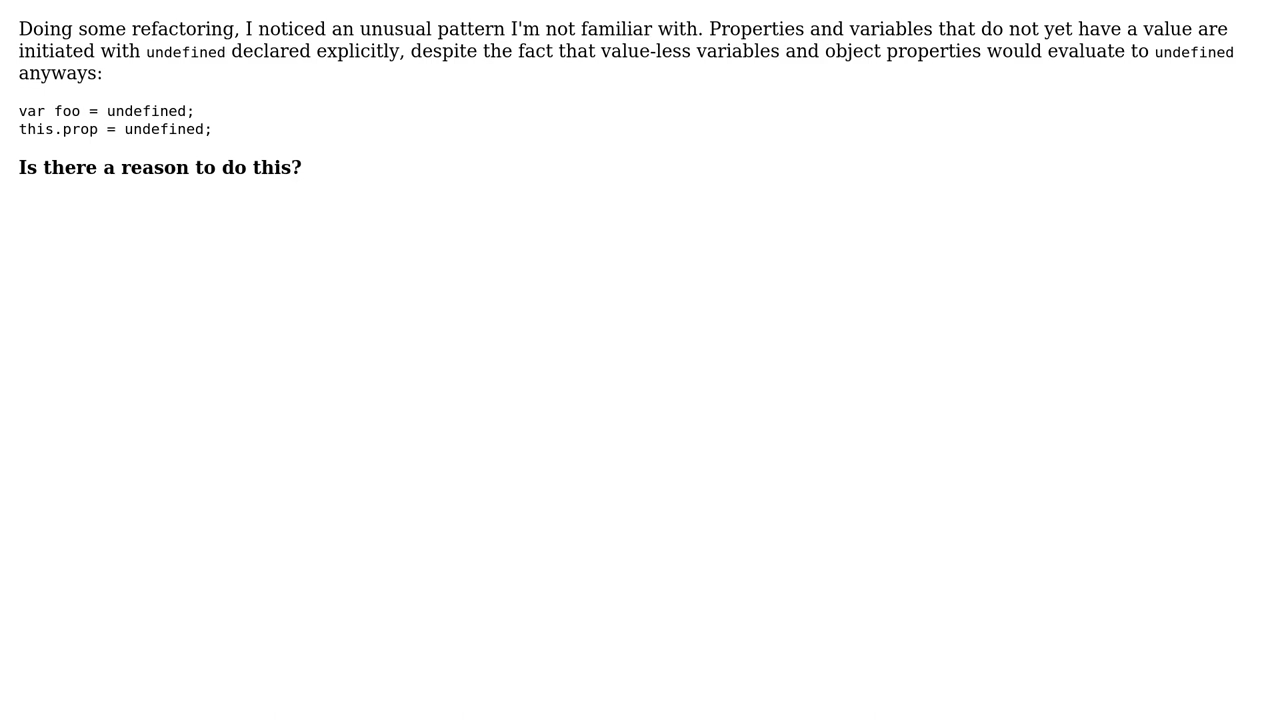 Doing some refactoring, I noticed an unusual pattern I'm not familiar with. Properties and variables that do not yet have a value are
initiated with undefined declared explicitly, despite the fact that value-less variables and object properties would evaluate to undefined
anyways:
var foo = undefined;
this.prop = undefined;
Is there a reason to do this?